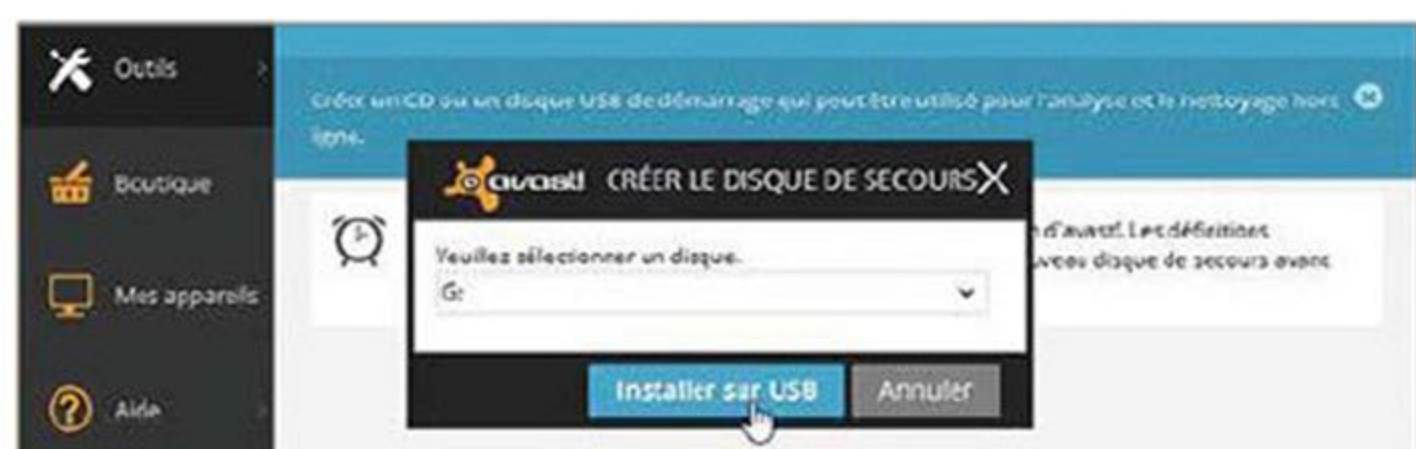 Outils
Créer un CD ou un disque USB de démarrage qui peut être utilisé pour l'analyse et le nettoyage hors
ligne.
Boutique
avast! CRÉER LE DISQUE DE SECOURS
Veuillez sélectionner un disque.
G:
n d'avast!. Les définitions
uveau disque de secours avant
Mes appareils
Installer sur USB
Annuler
Aide